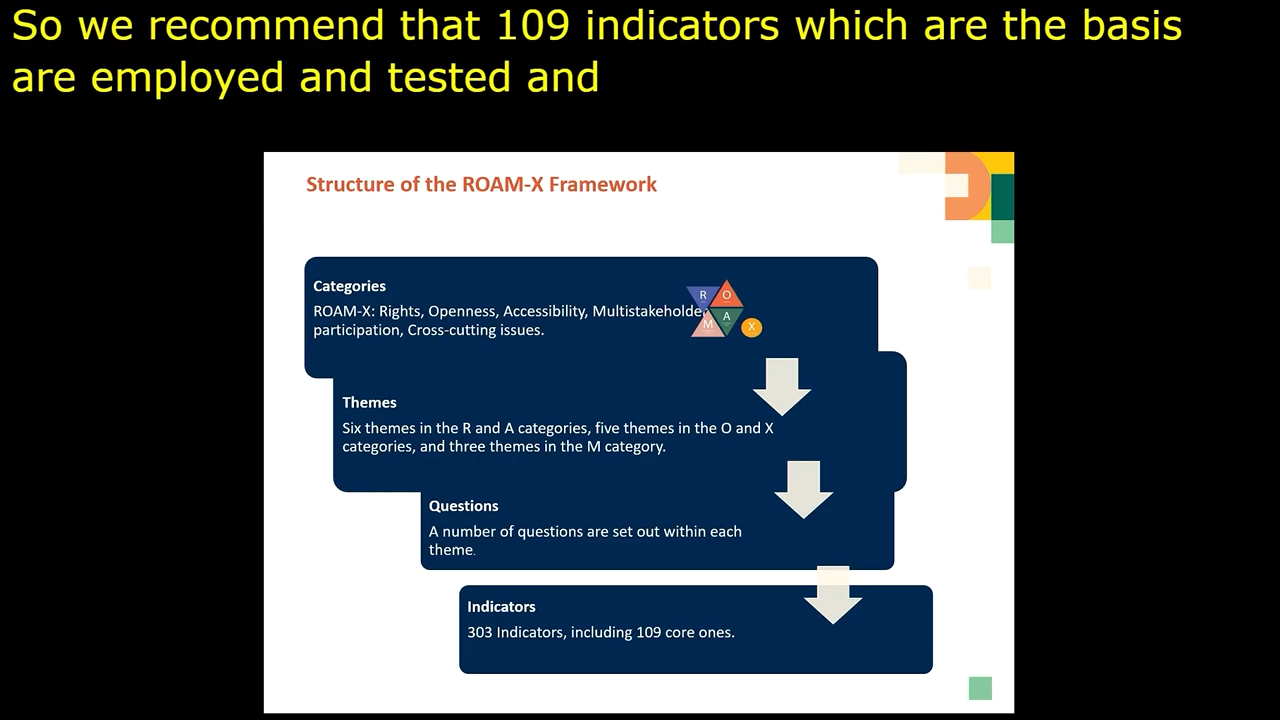 So we recommend that 109 indicators which are the basis
are employed and tested and
Structure of the ROAM-X Framework
Categories
ROAM-X: Rights, Openness, Accessibility, Multistakeholder
participation, Cross-cutting issues.
R O
M A X
Themes
Six themes in the R and A categories, five themes in the O and X
categories, and three themes in the M category.
Questions
A number of questions are set out within each
theme.
Indicators
303 Indicators, including 109 core ones.